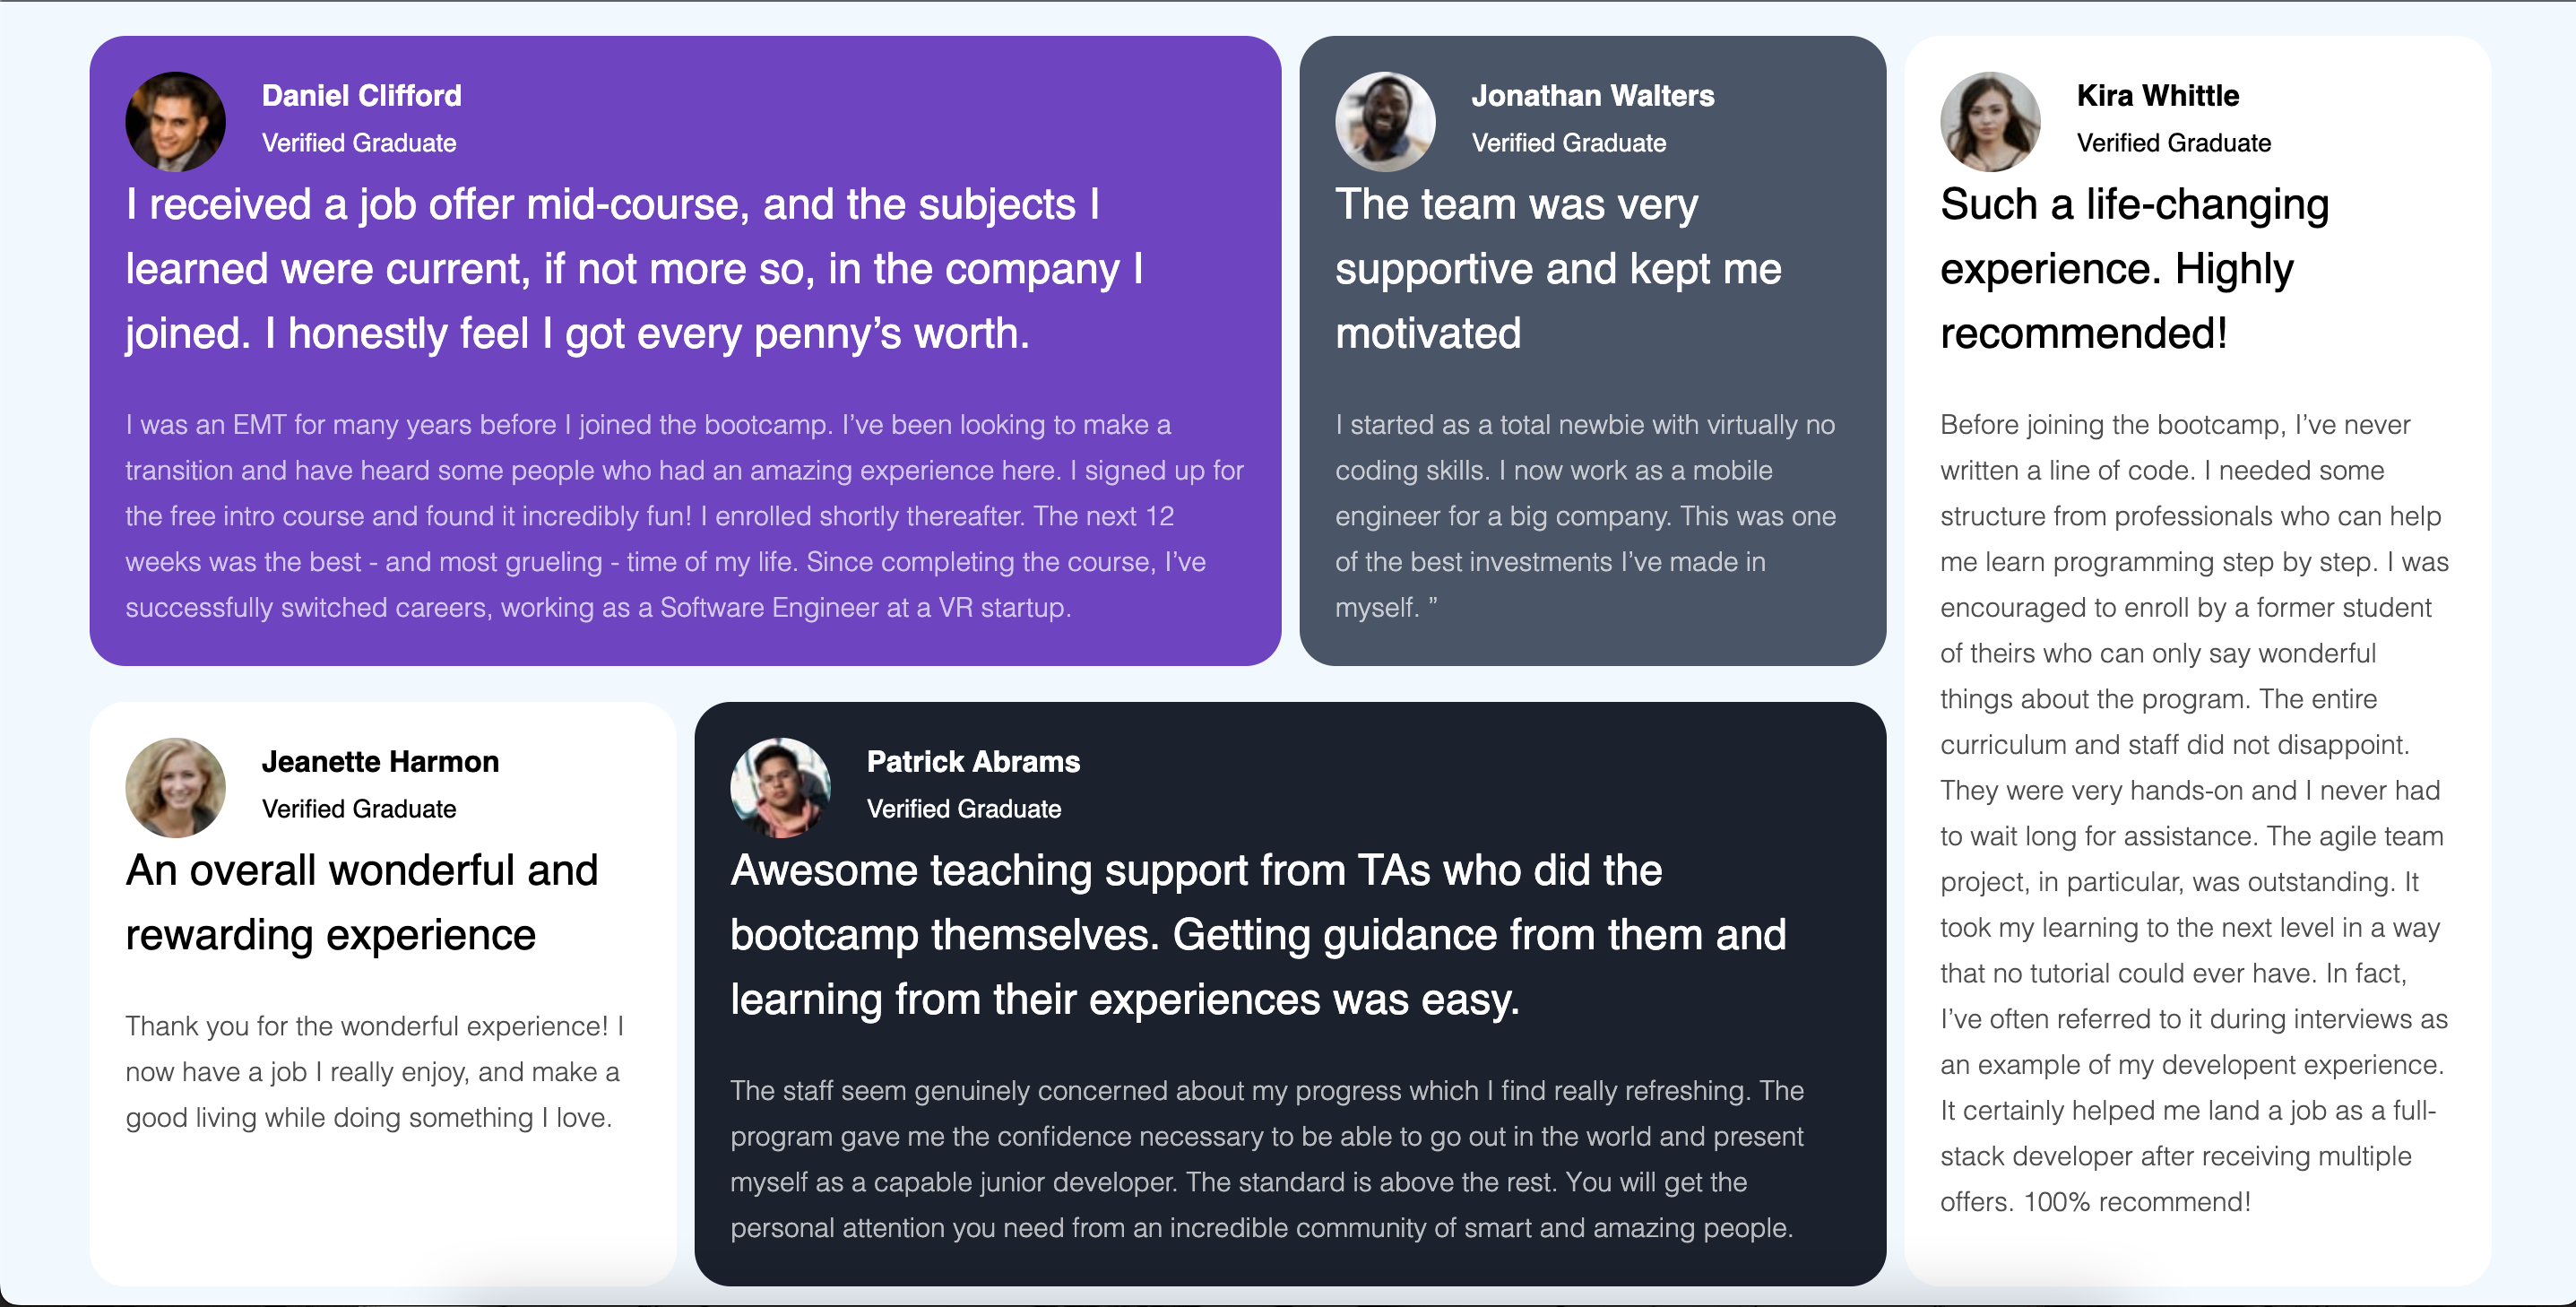 Daniel Clifford
Verified Graduate
I received a job offer mid-course, and the subjects I
learned were current, if not more so, in the company I
joined. I honestly feel I got every penny’s worth.
I was an EMT for many years before I joined the bootcamp. I’ve been looking to make a
transition and have heard some people who had an amazing experience here. I signed up for
the free intro course and found it incredibly fun! I enrolled shortly thereafter. The next 12
weeks was the best - and most grueling - time of my life. Since completing the course, I’ve
successfully switched careers, working as a Software Engineer at a VR startup.
Jonathan Walters
Verified Graduate
The team was very
supportive and kept me
motivated
I started as a total newbie with virtually no
coding skills. I now work as a mobile
engineer for a big company. This was one
of the best investments I’ve made in
myself. ”
Kira Whittle
Verified Graduate
Such a life-changing
experience. Highly
recommended!
Before joining the bootcamp, I’ve never
written a line of code. I needed some
structure from professionals who can help
me learn programming step by step. I was
encouraged to enroll by a former student
of theirs who can only say wonderful
things about the program. The entire
curriculum and staff did not disappoint.
They were very hands-on and I never had
to wait long for assistance. The agile team
project, in particular, was outstanding. It
took my learning to the next level in a way
that no tutorial could ever have. In fact,
I’ve often referred to it during interviews as
an example of my developent experience.
It certainly helped me land a job as a full-
stack developer after receiving multiple
offers. 100% recommend!
Jeanette Harmon
Verified Graduate
An overall wonderful and
rewarding experience
Thank you for the wonderful experience! I
now have a job I really enjoy, and make a
good living while doing something I love.
Patrick Abrams
Verified Graduate
Awesome teaching support from TAs who did the
bootcamp themselves. Getting guidance from them and
learning from their experiences was easy.
The staff seem genuinely concerned about my progress which I find really refreshing. The
program gave me the confidence necessary to be able to go out in the world and present
myself as a capable junior developer. The standard is above the rest. You will get the
personal attention you need from an incredible community of smart and amazing people.